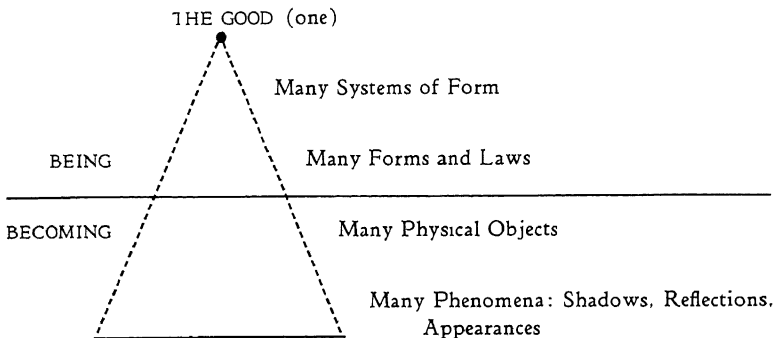 THE GOOD (one)
Many Systems of Form
BEING
Many Forms and Laws
BECOMING
Many Physical Objects
Many Phenomena: Shadows, Reflections,
Appearances